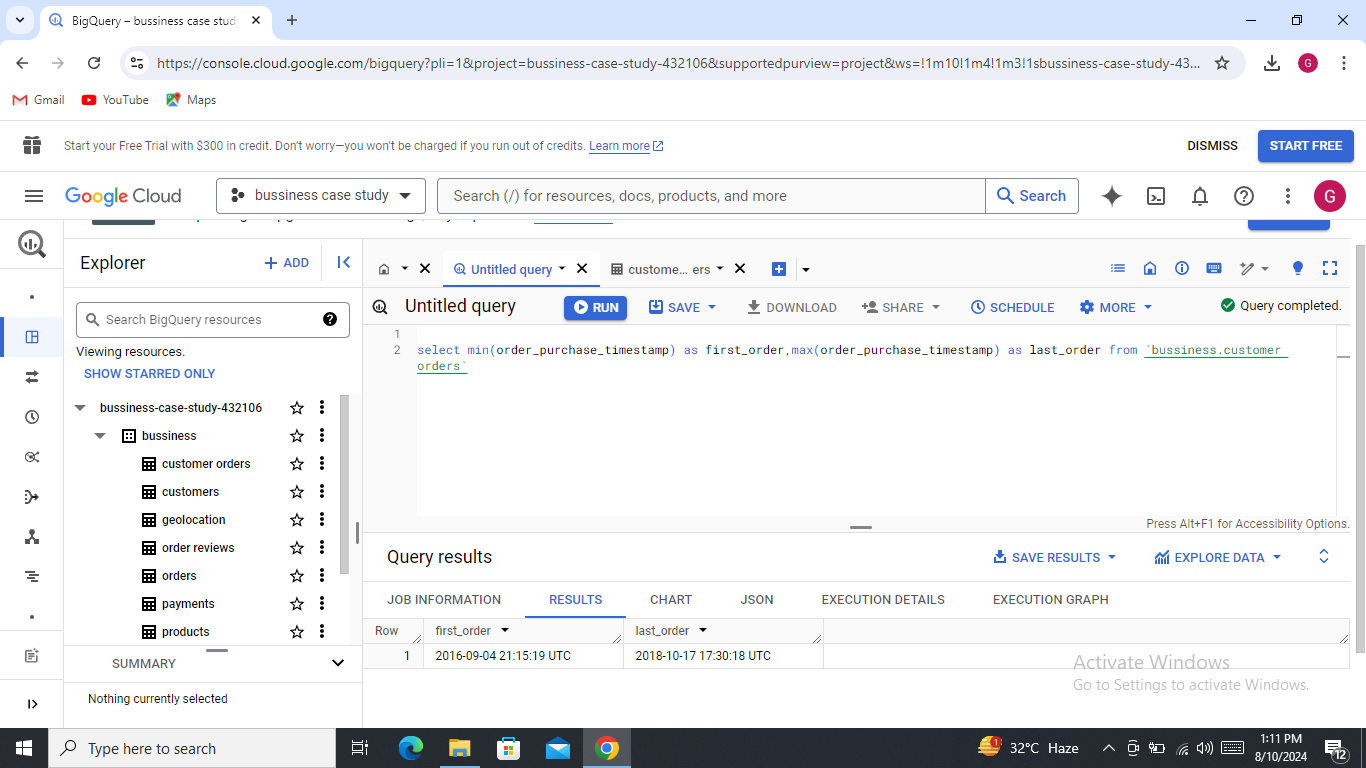 BigQuery – bussiness case stud
https://console.cloud.google.com/bigquery?pli=1&project=bussiness-case-study-432106&supportedpurview=project&ws=!1m10!1m4!1m3!1sbussiness-case-study-43...
G
Gmail YouTube Maps
Start your Free Trial with $300 in credit. Don't worry—you won't be charged if you run out of credits. Learn more DISMISS START FREE
Google Cloud bussiness case study Search (/) for resources, docs, products, and more Search G
Explorer + ADD
Untitled query custome... ers
Untitled query RUN SAVE DOWNLOAD SHARE SCHEDULE MORE Query completed.
Search BigQuery resources
Viewing resources.
SHOW STARRED ONLY
bussiness-case-study-432106
bussiness
customer orders
customers
geolocation
order reviews
orders
payments
products
SUMMARY
Nothing currently selected
1
2 select min(order_purchase_timestamp) as first_order,max(order_purchase_timestamp) as last_order from `bussiness.customer
orders`
Press Alt+F1 for Accessibility Options.
Query results SAVE RESULTS EXPLORE DATA
JOB INFORMATION RESULTS CHART JSON EXECUTION DETAILS EXECUTION GRAPH
Row first_order last_order
1 2016-09-04 21:15:19 UTC 2018-10-17 17:30:18 UTC
Activate Windows
Go to Settings to activate Windows.
Type here to search 1 32°C Haze 1:11 PM
8/10/2024 12